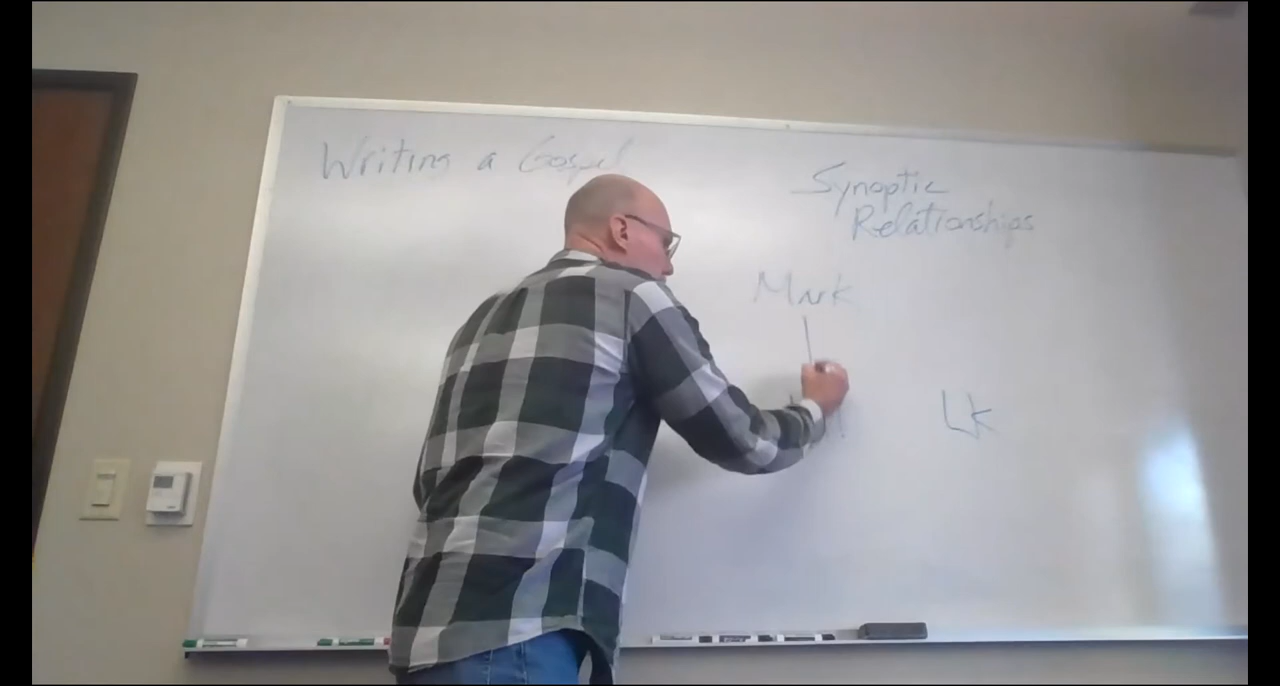 Writing a Gospel
Synoptic
Relationships
Mark
Lk